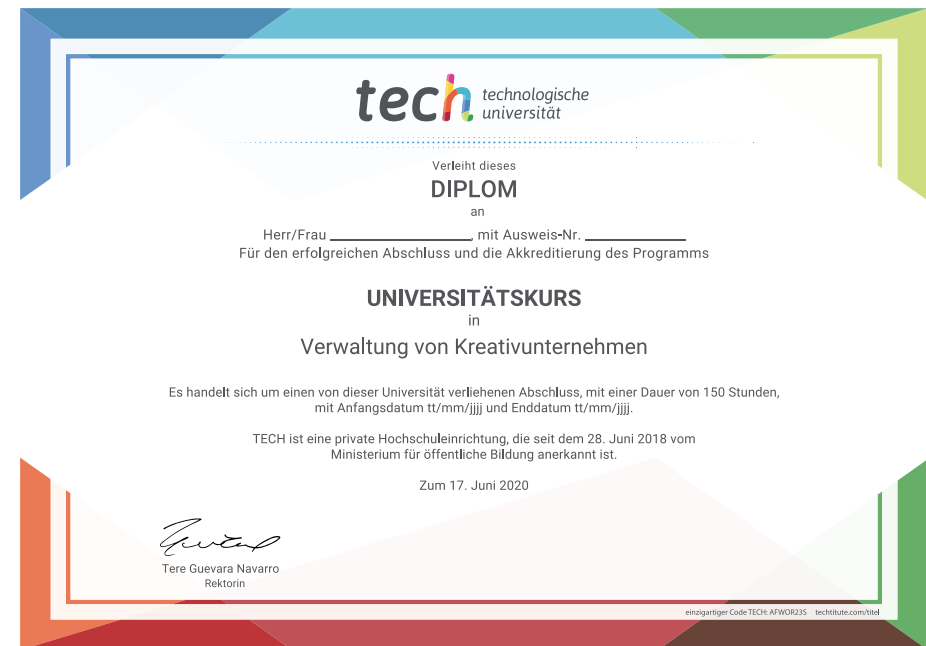 tech technologische
universität
Verleiht dieses
DIPLOM
an
Herr/Frau ____________, mit Ausweis-Nr. ____________
Für den erfolgreichen Abschluss und die Akkreditierung des Programms
UNIVERSITÄTSKURS
in
Verwaltung von Kreativunternehmen
Es handelt sich um einen von dieser Universität verliehenen Abschluss, mit einer Dauer von 150 Stunden,
mit Anfangsdatum tt/mm/jjjj und Enddatum tt/mm/jjjj.
TECH ist eine private Hochschuleinrichtung, die seit dem 28. Juni 2018 vom
Ministerium für öffentliche Bildung anerkannt ist.
Zum 17. Juni 2020
Tere Guevara Navarro
Rektorin
einzigartiger Code TECH: AFWOR23S techtitute.com/titel